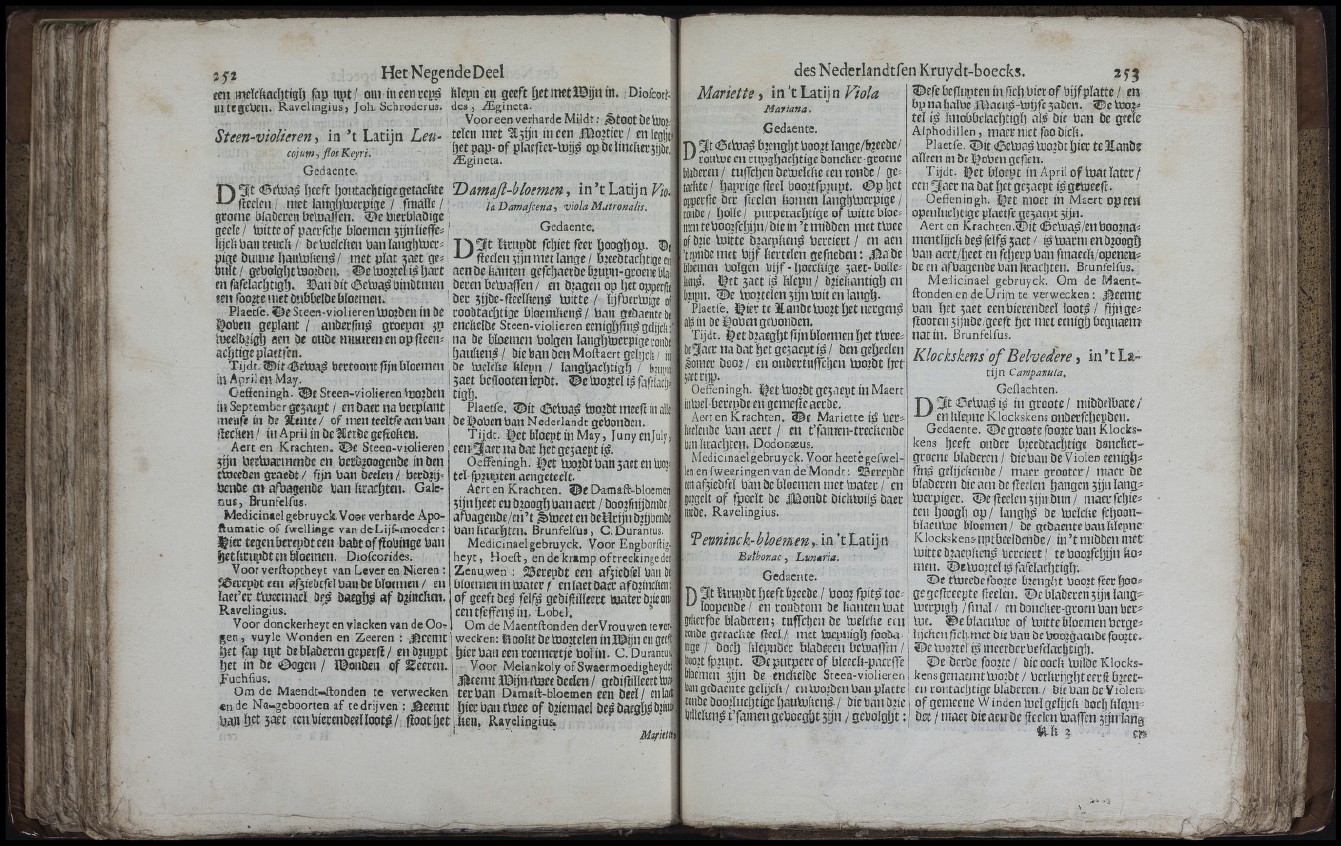 252
Het Negende Deel
een melckachtigh sap uyt / om in een reys
in te geven. Ravelingius, Joh. Schroderus.
Steen-violieren, in 't Latijn Leu-
cojum, flos Keyri.
Gedaente.
DIt Gewas heeft houtachtige getackte
steelen / met langhwerpige / smalle /
groene bladeren bewassen. De vierbladige
geele / witte of paersche bloemen zijn lieffe-
lijck van reuck / de welcken van langhwer-
pige dunne hauwkens / met plat zaet ge-
vult / gevolght worden. De wortel is hart
en faselachtigh. Van dit Gewas vindt men
een soorte met dubbelde bloemen.
Plaetse. De Steen-violieren worden in de
Hoven geplant / andersins groeyen zy
weeldrigh aen de oude muuren en op steen-
achtige plaetsen.
Tijdt. Dit Gewas vertoont sijn bloemen
in April en May.
Oeffeningh. De Steen-violieren worden
in September gezaeyt / en daer na verplant
mense in de Lente / of men teeltse aen van
stecken / in April in de Aerde gestoken.
Aert en Krachten. De Steen-violieren
zijn verwarmende en verdroogende in den
tweeden graedt / fijn van deelen / verdrij-
vende en afvagende van krachten. Gale-
nus, Brunfelsus.
Medicinael gebruyck. Voor verharde Apo-
stumatie of swellinge van de Lijf-moeder:
Hier tegen bereydt een badt of stovinge van
het kruydt en bloemen. Dioscorides.
Voor verstoptheyt van Lever en Nieren:
Bereydt een afziedsel van de bloemen / en
laet'er tweemael des daeghs af drincken.
Ravelingius.
Voor donckerheyt en vlacken van de Oo-
gen, vuyle Wonden en Zeeren: Neemt
het sap uyt de bladeren geperst / en druypt
het in de Oogen / Wonden of Zeeren.
Fuchsius.
Om de Maendt-stonden te verwecken
en de Na-geboorten af te drijven: Neemt
van het zaet een vierendeel loots / stoot het
kleyn en geeft het met Wijn in. Dioscori-
des, Ægineta.
Voor een verharde Mildt: Stoot de wor-
telen met Azijn in een Mortier / en leght
het pap- of plaester-wijs op de lincker zijde.
Ægineta.
Damast-bloemen, in 't Latijn Vio-
la Damascena, viola Matronalis.
Gedaente.
DIt kruydt schiet seer hoogh op. De
steelen zijn met lange / breedtachtige en
aen de kanten geschaerde bruyn-groene bla-
deren bewassen / en dragen op het opperste
der zijde-steelkens witte / lijfverwige of
roodtachtige bloemkens / van gedaente de
enckelde Steen-violieren eenighsins gelijck:
na de bloemen volgen langhwerpige ronde
haukens / die van den Mostaert gelijck / in
de welcke kleyn / langhachtigh / bruyn
zaet beslooten leydt. De wortel is faselach-
tigh.
Plaetse. Dit Gewas wordt meest in alle
de Hoven van Nederlandt gevonden.
Tijdt. Het bloeyt in May, Juny en July,
een Jaer na dat het gezaeyt is.
Oeffeningh. Het wordt van zaet en wor-
tel-spruyten aengeteelt.
Aert en Krachten. De Damast-bloemen
zijn heet en droogh van aert / doorsnijdende,
afvagende / en 't Sweet en de Urijn drijvende
van krachten. Brunfelsus, C. Durantus.
Medicinael gebruyck. Voor Engborstig-
heyt, Hoest, en de kramp of treckinge der
Zenuwen: Bereydt een afziedsel van de
bloemen in water / en laet daer af drincken:
of geeft des selfs gedistilleert water drie on-
cen t'seffens in. Lobel.
Om de Maentstonden der Vrouwen te ver-
wecken: Kookt de wortelen in Wijn en geeft
hier van een roemertje vol in. C. Durantus.
Voor Melankoly of Swaermoedigheydt:
Neemt Wijn twee deelen / gedistilleert wa-
ter van Damast-bloemen een deel / en laet
hier van twee of driemael des daeghs drinc-
ken. Ravelingius.
Mariette
des Nederlandtsen Kruydt-boecks.
253
Mariette, in 't Latijn Viola
Mariana.
Gedaente.
DIt Gewas brenght voort lange / breede /
rouwe en ruyghachtige doncker-groene
bladeren / tusschen de welcke een ronde / ge-
tackte / hayrige steel voortspruyt. Op het
opperste der steelen komen langhwerpige /
ronde / holle / purperachtige of witte bloe-
men te voorschijn / die in 't midden met twee
of drie witte draeykens verciert / en aen
't eynde met vijf kertelen gesneden: Na de
bloemen volgen vijf-hoeckige zaet-bolle-
kens. Het zaet is kleyn / driekantigh en
bruyn. De wortelen zijn wit en langh.
Plaetse. Hier te Lande wort het nergens
als in de Hoven gevonden.
Tijdt. Het draeght sijn bloemen het twee-
de Jaer na dat het gezaeyt is / den geheelen
Somer door / en ondertusschen wordt het
zaet rijp.
Oeffeningh. Het wordt gezaeyt in Maert
in wel-bereyde en gemeste aerde.
Aert en Krachten. De Mariette is ver-
koelende van aert / en t'samen-treckende
van krachten. Dodonæus.
Medicinael gebruyck. Voor heete geswel-
len en sweeringen van de Mondt: Bereydt
een afziedsel van de bloemen met water / en
gorgelt of spoelt de Mondt dickwils daer
mede. Ravelingius.
Penninck-bloemen, in 't Latijn
Bolbonac, Lunaria.
Gedaente.
DIt Kruydt heeft breede / voor spits toe-
loopende / en rondtom de kanten wat
gekerfde bladeren; tusschen de welcke een
ronde getackte steel / met weynigh sooda-
nige / doch kleynder bladeren bewassen /
voort spruyt. De purpere of bleeck-paersse
bloemen zijn de enckelde Steen-violieren
van gedaente gelijck / en worden van platte
ronde doorluchtige hauwkens / die van drie
vellekens t'samen gevoeght zijn / gevolght:
Dese besluyten in sich vier of vijf platte / en
by na halve Maens-wijse zaden. De wor-
tel is knobbelachtigh als die van de geele
Alphodillen, maer niet soo dick.
Plaetse. Dit Gewas wordt hier te Lande
alleen in de Hoven gesien.
Tijdt. Het bloeyt in April of wat later /
een Jaer na dat het gezaeyt is geweest.
Oeffeningh. Het moet in Maert op een
openluchtige plaetse gezaeyt zijn.
Aert en Krachten. Dit Gewas / en voorna-
mentlijck des selfs zaet / is warm en droogh
van aert / heet en scherp van smaeck / openen-
de en afvagende van krachten. Brunfelsus.
Medicinael gebruyck. Om de Maent-
stonden en de Urijn te verwecken: Neemt
van het zaet een vierendeel loots / fijn ge-
stooten zijnde / geeft het met eenigh bequaem
nat in. Brunfelsus.
Klockskens of Belvedere, in 't La-
tijn Campanula.
Geslachten.
DIt Gewas is in groote / middelbare /
en kleyne Klockskens onderscheyden.
Gedaente. De groote soorte van Klocks-
kens heeft onder breedtachtige doncker-
groene bladeren / die van de Violen eenigh-
sins gelijckende / maer grooter / maer de
bladeren die aen de steelen hangen zijn lang-
werpiger. De steelen zijn dun / maer schie-
ten hoogh op / langhs de welcke schoon-
blaeuwe bloemen / de gedaente van kleyne
Klockskens uytbeeldende / in 't midden met
witte draeykens verciert / te voorschijn ko-
men. De wortel is faselachtigh.
De tweede soorte brenght voort seer hoo-
ge gestreepte steelen. De bladeren zijn lang-
werpigh / smal / en doncker-groen van ver-
we. De blaeuwe of witte bloemen verge-
lijcken sich met die van de voorgaende soorte.
De wortel is meerder veselachtigh.
De derde soorte / die oock wilde Klocks-
kens genaemt wordt / verkrijght eerst breet-
en rontachtige bladeren / die van de Violen
of gemeene Winden wel gelijck doch kleyn-
der / maer die aen de steelen wassen zijn lang
Kk 3
en